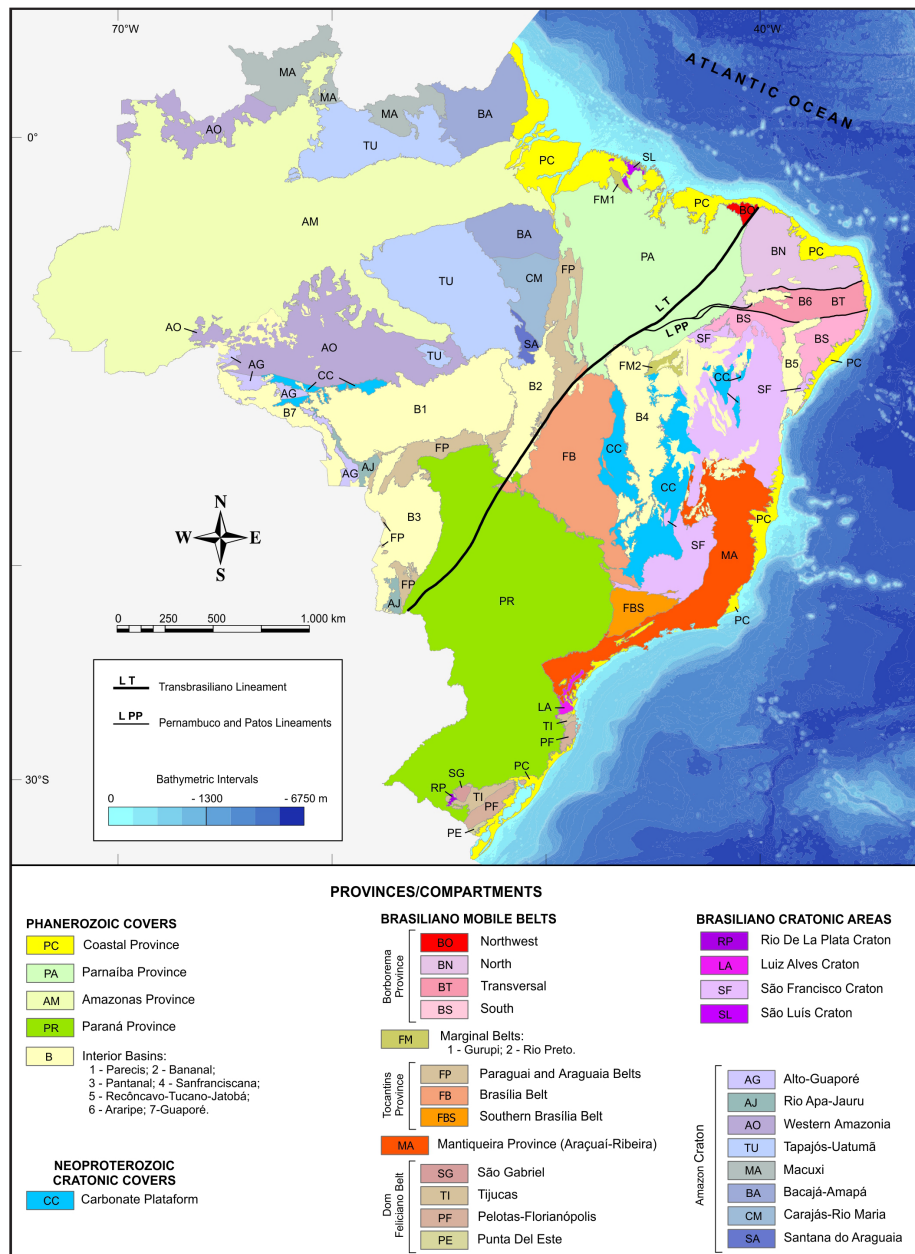 70°W
40°W
ATLANTIC OCEAN
MA
MA
MA
BA
AO
0°
TU
PC
SL
FM1
PC
BO
AM
BA
FP
PA
BN
PC
TU
CM
L T
B6
BT
AO
L PP
BS
AO
SA
SF
BS
AG
TU
FM2
B5
PC
CC
B2
CC
SF
AG
B7
B1
B4
FP
CC
AG
AJ
FB
CC
N
B3
PC
W
E
FP
SF
MA
S
FP
AJ
PR
FBS
PC
0 250 500 1.000 km
L T
Transbrasiliano Lineament
LA
L PP
Pernambuco and Patos Lineaments
TI
PF
PC
30°S
Bathymetric Intervals
SG
0 - 1300 - 6750 m
RP
TI
PF
PE
PROVINCES/COMPARTMENTS
PHANEROZOIC COVERS
PC Coastal Province
PA Parnaíba Province
AM Amazonas Province
PR Paraná Province
B Interior Basins:
1 - Parecis; 2 - Bananal;
3 - Pantanal; 4 - Sanfranciscana;
5 - Recôncavo-Tucano-Jatobá;
6 - Araripe; 7-Guaporé.
NEOPROTEROZOIC
CRATONIC COVERS
CC Carbonate Plataform
BRASILIANO MOBILE BELTS
Borborema
Province
BO Northwest
BN North
BT Transversal
BS South
FM Marginal Belts:
1 - Gurupi; 2 - Rio Preto.
Tocantins
Province
FP Paraguai and Araguaia Belts
FB Brasília Belt
FBS Southern Brasília Belt
MA Mantiqueira Province (Araçuaí-Ribeira)
Dom
Feliciano Belt
SG São Gabriel
TI Tijucas
PF Pelotas-Florianópolis
PE Punta Del Este
BRASILIANO CRATONIC AREAS
RP Rio De La Plata Craton
LA Luiz Alves Craton
SF São Francisco Craton
SL São Luís Craton
Amazon Craton
AG Alto-Guaporé
AJ Rio Apa-Jauru
AO Western Amazonia
TU Tapajós-Uatumã
MA Macuxi
BA Bacajá-Amapá
CM Carajás-Rio Maria
SA Santana do Araguaia